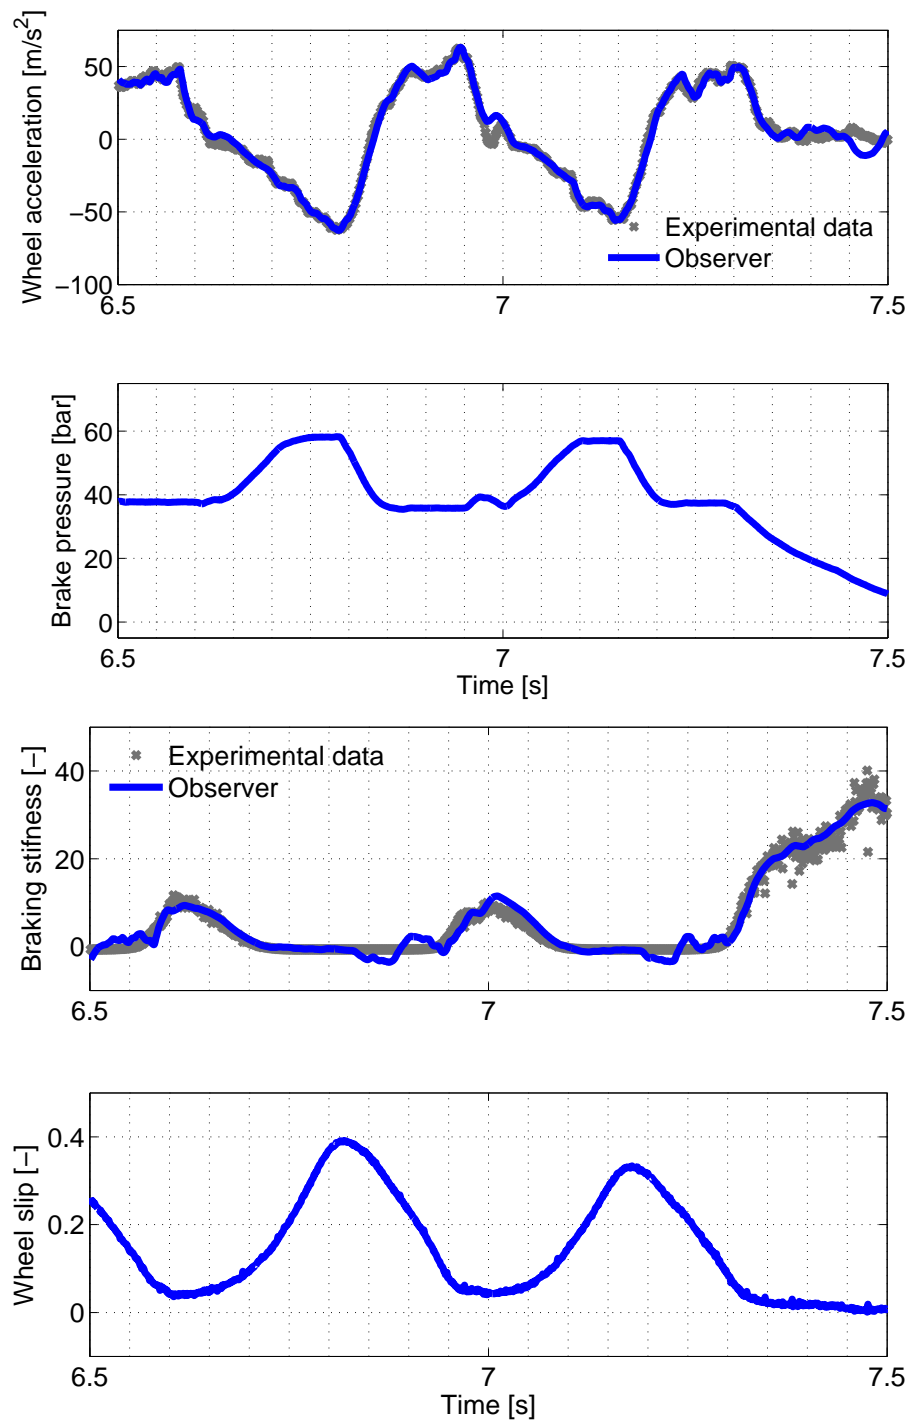 Wheel acceleration [m/s²]
50
0
−50
−100
6.5
7
7.5
Experimental data
Observer
Brake pressure [bar]
60
40
20
0
6.5
7
7.5
Time [s]
Braking stifness [−]
40
20
0
6.5
7
7.5
Experimental data
Observer
Wheel slip [−]
0.4
0.2
0
6.5
7
7.5
Time [s]